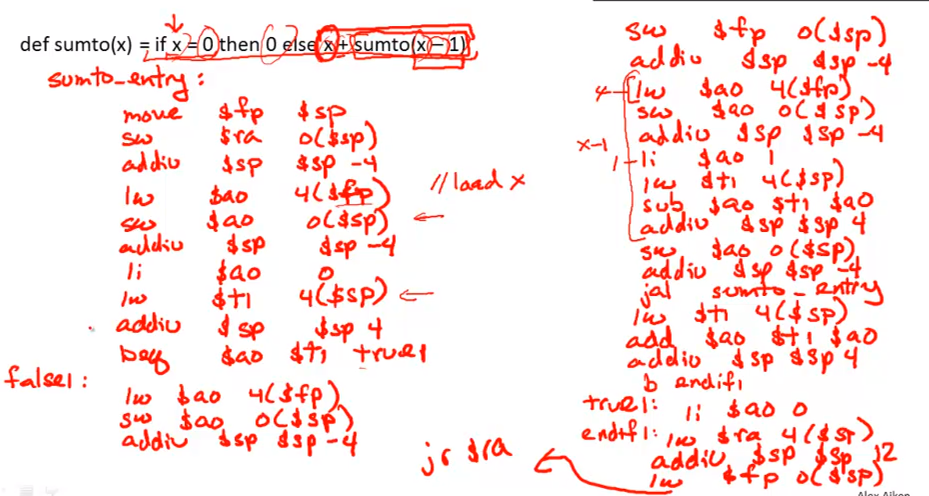 def sumto(x) = if x = 0 then 0 else x + sumto(x – 1)
sumto_entry:
move $fp $sp
sw $ra 0($sp)
addiu $sp $sp -4
lw $a0 4($fp) //load x
sw $a0 0($sp) ←
addiu $sp $sp -4
li $a0 0
lw $t1 4($sp) ←
addiu $sp $sp 4
beq $a0 $t1 true1
false1:
lw $a0 4($fp)
sw $a0 0($sp)
addiu $sp $sp -4
sw $fp 0($sp)
addiu $sp $sp -4
lw $a0 4($fp)
sw $a0 0($sp)
addiu $sp $sp -4
x-1
1 li $a0 1
lw $t1 4($sp)
sub $a0 $t1 $a0
addiu $sp $sp 4
sw $a0 0($sp)
addiu $sp $sp -4
jal sumto_entry
lw $t1 4($sp)
add $a0 $t1 $a0
addiu $sp $sp 4
b endif1
true1: li $a0 0
endif1: lw $ra 4($sp)
addiu $sp $sp 12
lw $fp 0($sp)
jr $ra
Alex Aiken